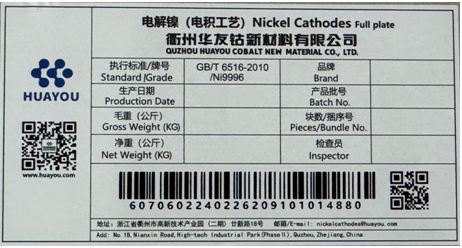 电解镍（电积工艺）Nickel Cathodes Full plate
衢州华友钴新材料有限公司
QUZHOU HUAYOU COBALT NEW MATERIAL CO., LTD.
HUAYOU
www.huayou.com
执行标准/牌号 GB/T 6516-2010 品牌
Standard /Grade /Ni9996 Brand
生产日期 产品批号
Production Date Batch No.
毛重（公斤） 块数/捆序号
Gross Weight (KG) Pieces/Bundle No.
净重（公斤） 检查员
Net Weight (KG) Inspector
6070602240226209101014880
地址：浙江省衢州市高新技术产业园（二期）廿新路18号 邮箱/E-mail: nickelcathodes@huayou.com
Add: No.18, Nianxin Road, High-tech Industrial Park (Phase II), Quzhou, Zhejiang, China